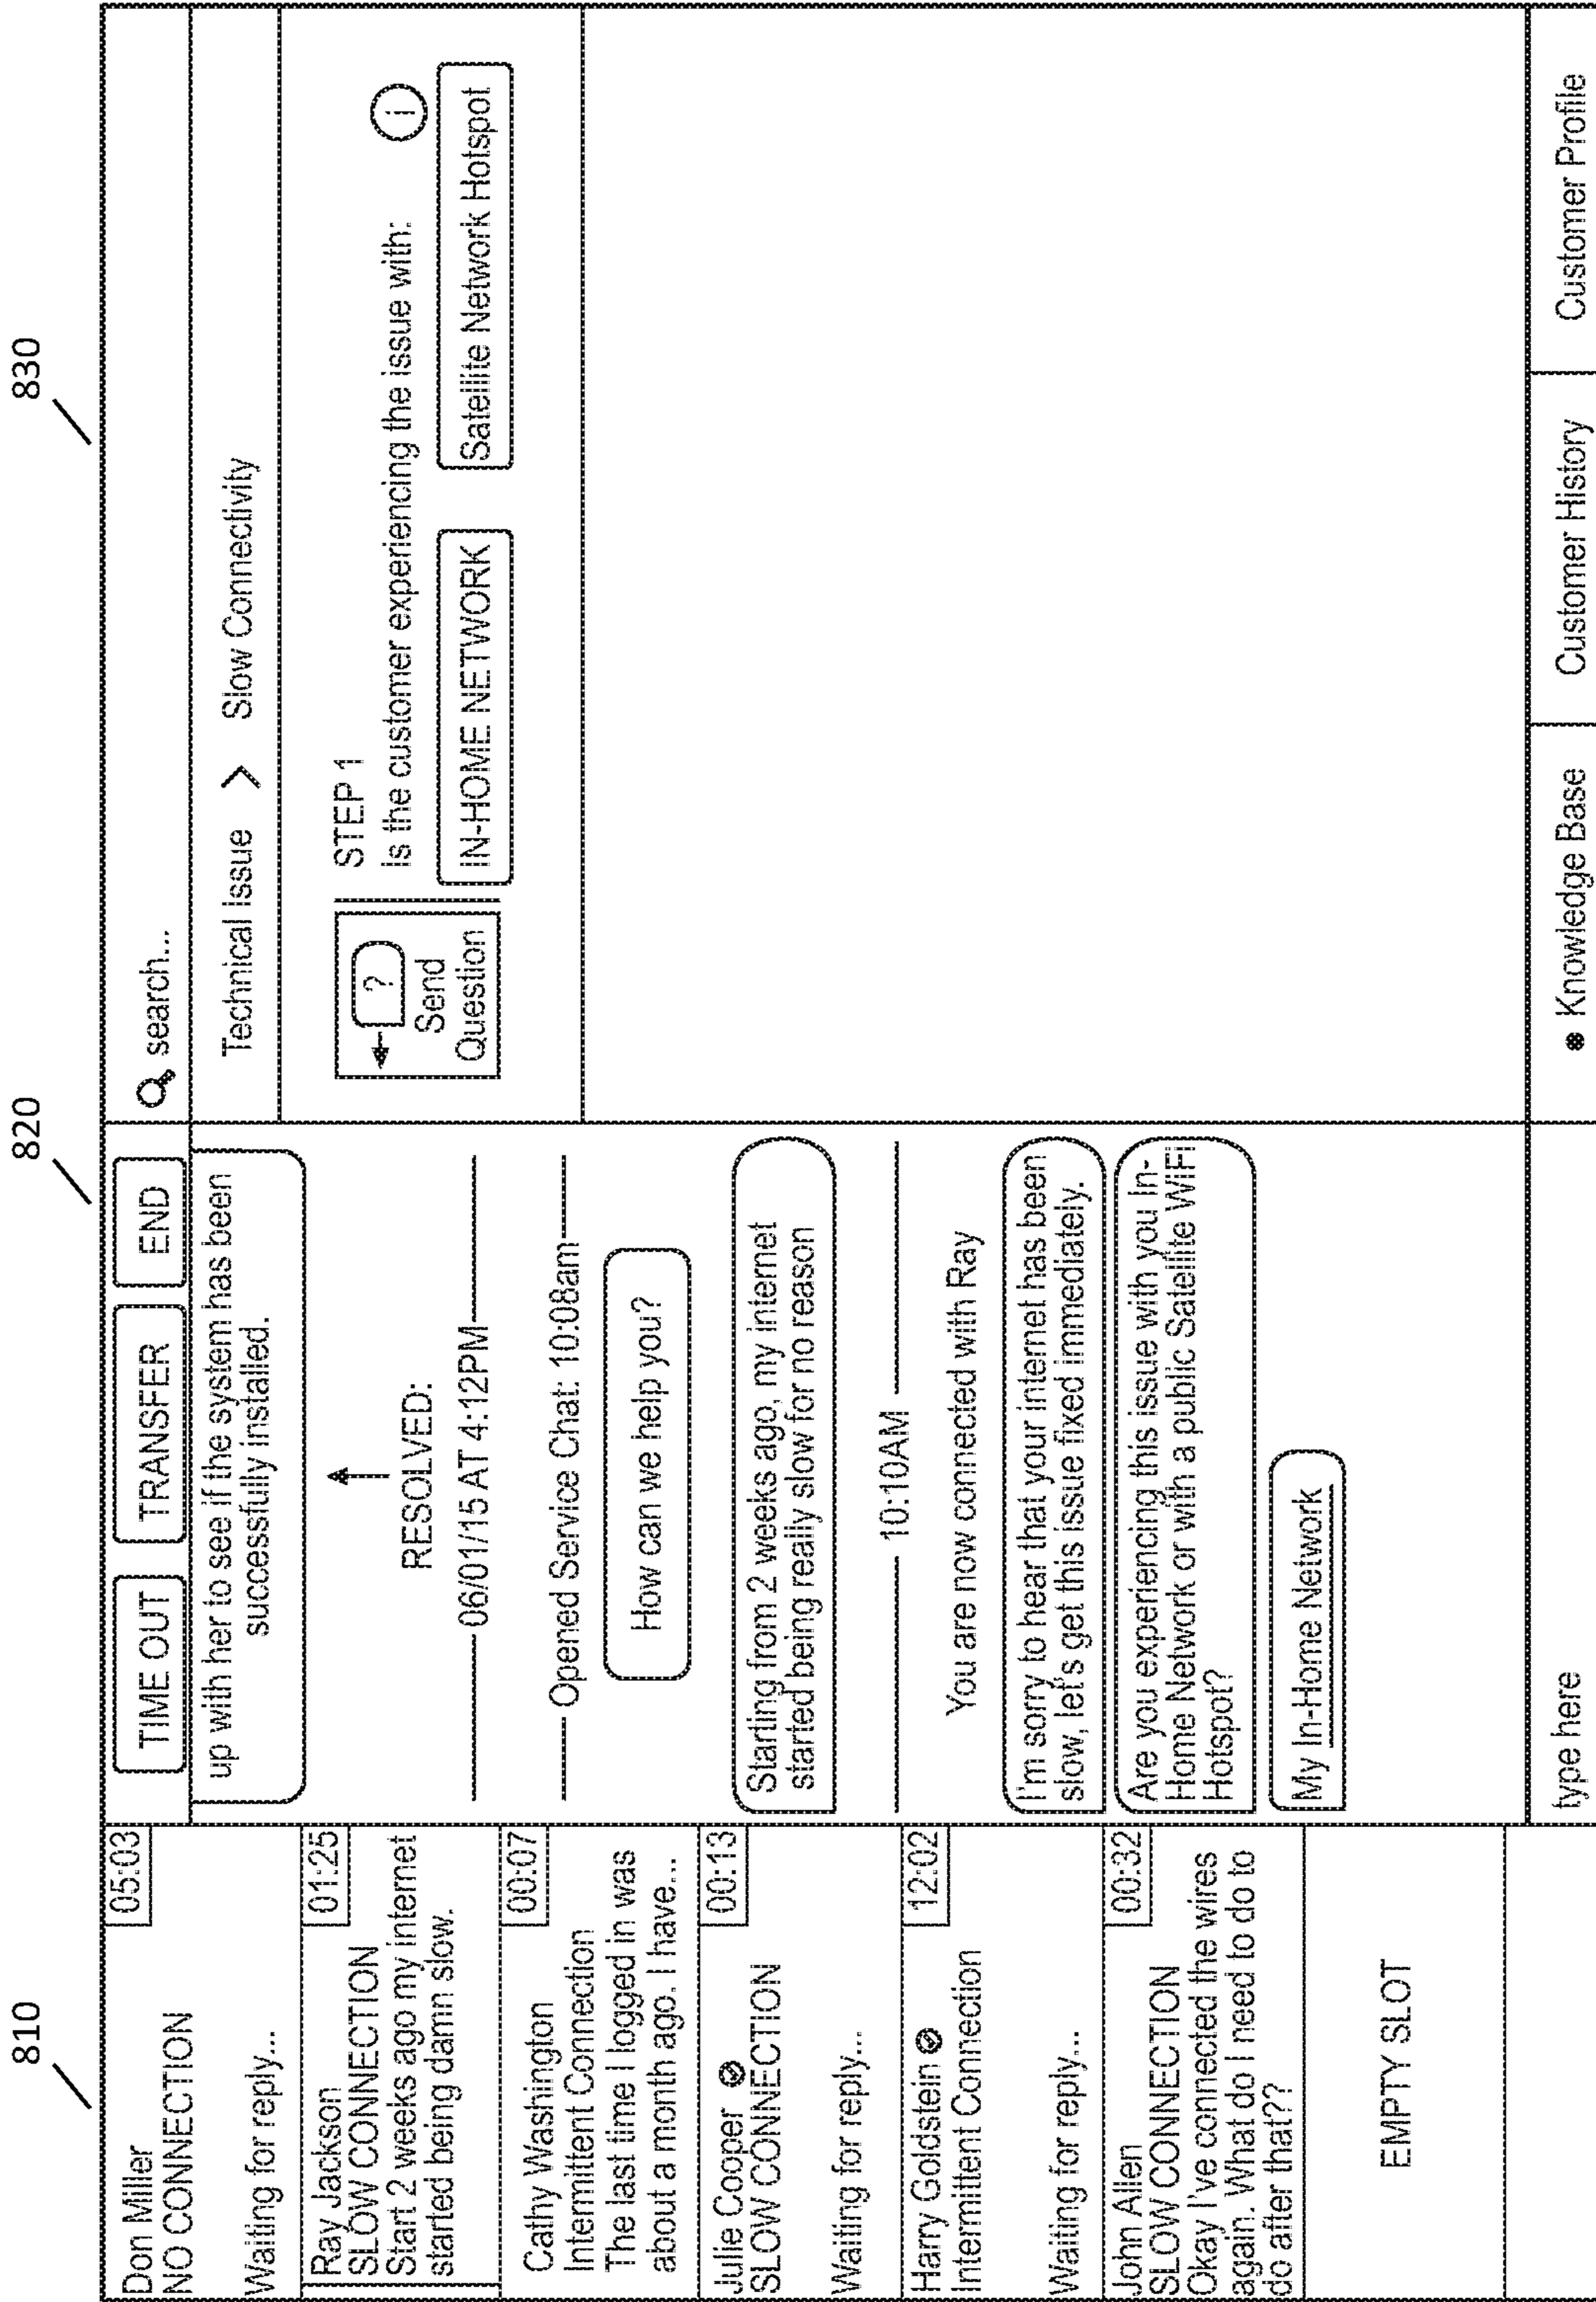 810
820
830
Don Miller
05:03
NO CONNECTION
Waiting for reply...
Ray Jackson
01:25
SLOW CONNECTION
Start 2 weeks ago my internet
started being damn slow.
Cathy Washington
00:07
Intermittent Connection
The last time I logged in was
about a month ago. I have...
Julie Cooper
00:13
SLOW CONNECTION
Waiting for reply...
Harry Goldstein
12:02
Intermittent Connection
Waiting for reply...
John Allen
00:32
SLOW CONNECTION
Okay I've connected the wires
again. What do I need to do to
do after that??
EMPTY SLOT
TIME OUT
TRANSFER
END
up with her to see if the system has been
successfully installed.
RESOLVED:
06/01/15 AT 4:12PM
Opened Service Chat: 10:08am
How can we help you?
Starting from 2 weeks ago, my internet
started being really slow for no reason
10:10AM
You are now connected with Ray
I'm sorry to hear that your internet has been
slow, let's get this issue fixed immediately.
Are you experiencing this issue with you In-
Home Network or with a public Satellite WiFi
Hotspot?
My In-Home Network
type here
search...
Technical Issue > Slow Connectivity
?
Send
Question
STEP 1
Is the customer experiencing the issue with:
i
IN-HOME NETWORK
Satellite Network Hotspot
Knowledge Base
Customer History
Customer Profile